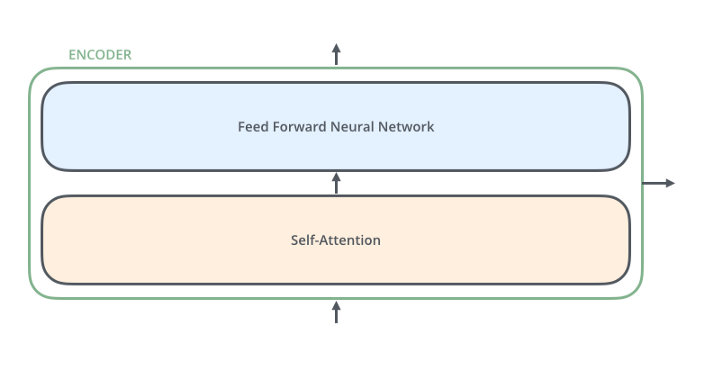 ENCODER
Feed Forward Neural Network
Self-Attention